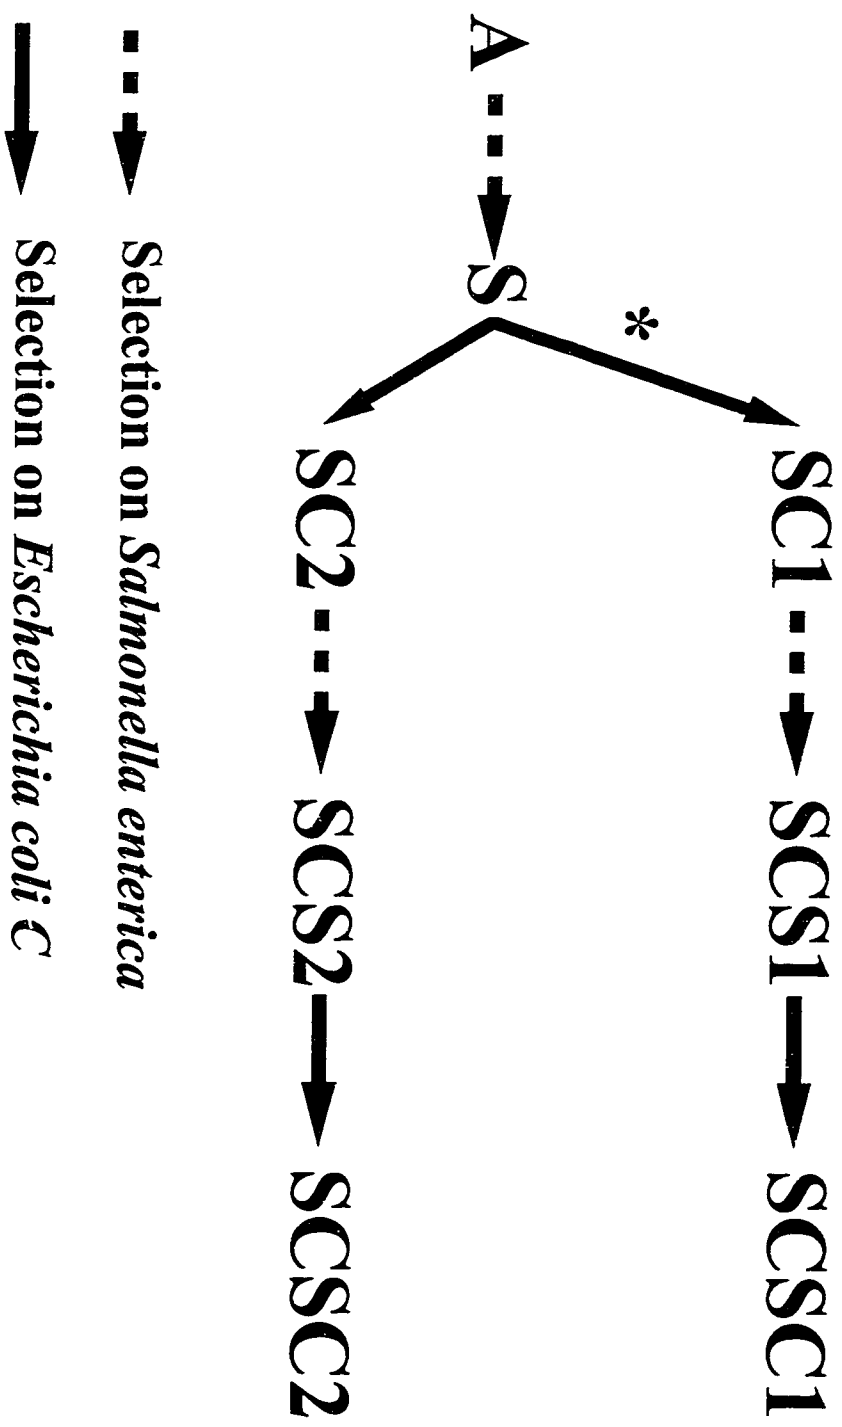 *
SC1
SCS1
SCSC1
A
S
SC2
SCS2
SCSC2
Selection on Salmonella enterica
Selection on Escherichia coli C